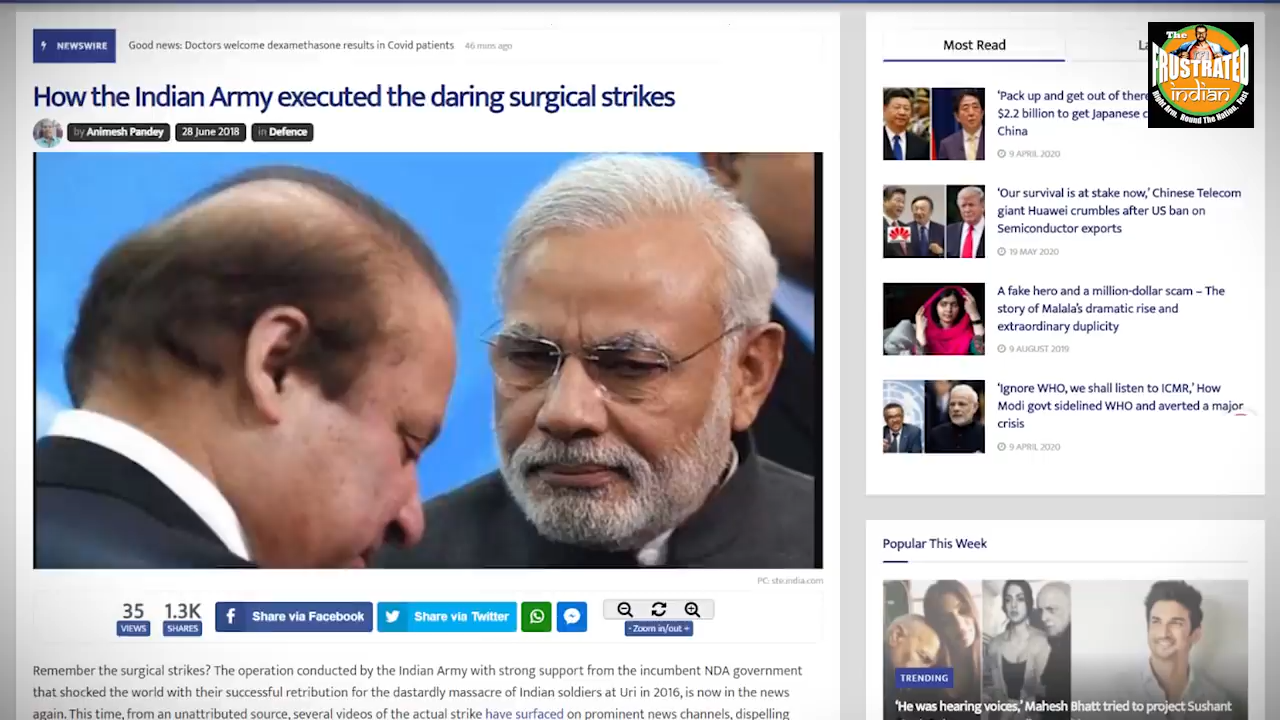 NEWSWIRE
Good news: Doctors welcome dexamethasone results in Covid patients
46 mins ago
How the Indian Army executed the daring surgical strikes
by Animesh Pandey
28 June 2018
in Defence
PC: ste.india.com
35
VIEWS
1.3K
SHARES
Share via Facebook
Share via Twitter
- Zoom in/out +
Remember the surgical strikes? The operation conducted by the Indian Army with strong support from the incumbent NDA government
that shocked the world with their successful retribution for the dastardly massacre of Indian soldiers at Uri in 2016, is now in the news
again. This time, from an unattributed source, several videos of the actual strike have surfaced on prominent news channels, dispelling
Most Read
The
FRUSTRATED
indian
Right Arm, Round The Nation, Fast
'Pack up and get out of there
$2.2 billion to get Japanese
China
9 APRIL 2020
'Our survival is at stake now,' Chinese Telecom
giant Huawei crumbles after US ban on
Semiconductor exports
19 MAY 2020
A fake hero and a million-dollar scam – The
story of Malala's dramatic rise and
extraordinary duplicity
9 AUGUST 2019
'Ignore WHO, we shall listen to ICMR,' How
Modi govt sidelined WHO and averted a major
crisis
9 APRIL 2020
Popular This Week
TRENDING
'He was hearing voices,' Mahesh Bhatt tried to project Sushant